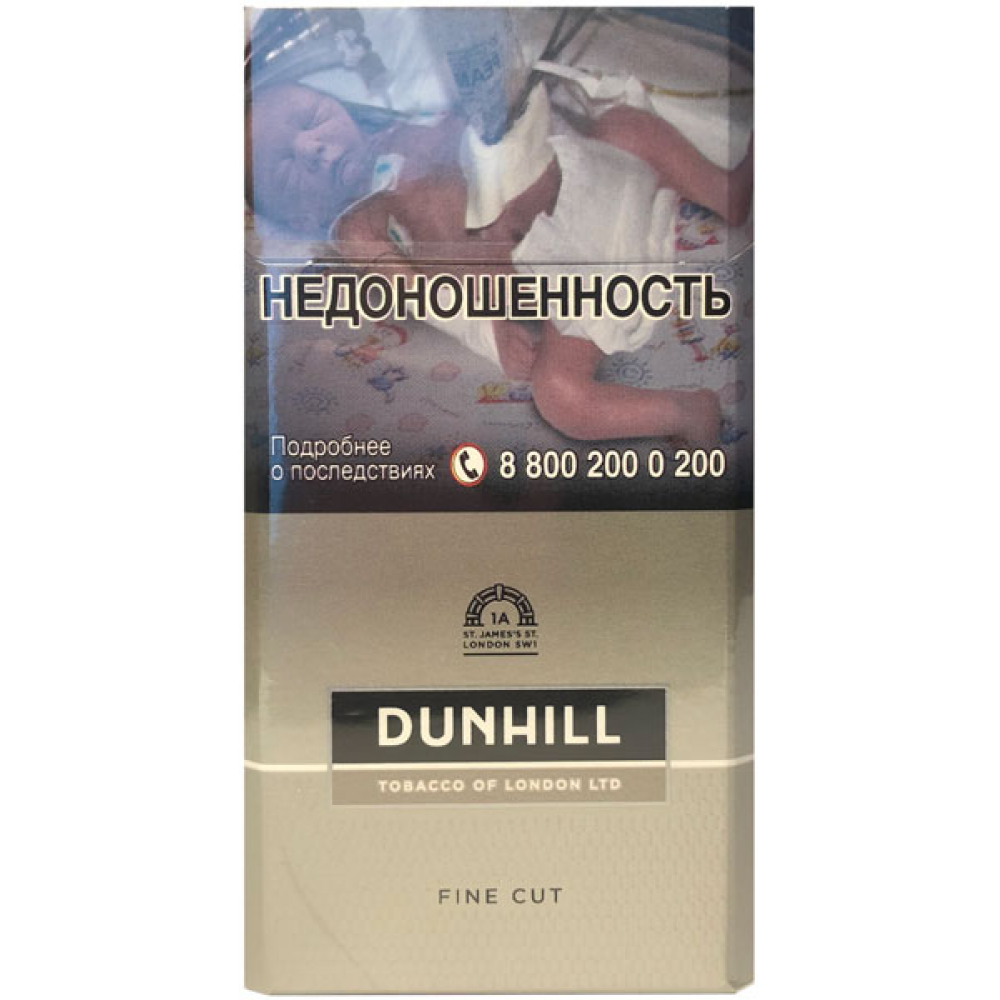 НЕДОНОШЕННОСТЬ
Подробнее
о последствиях 8 800 200 0 200
1A
ST. JAMES'S ST.
LONDON SW1
DUNHILL
TOBACCO OF LONDON LTD
FINE CUT